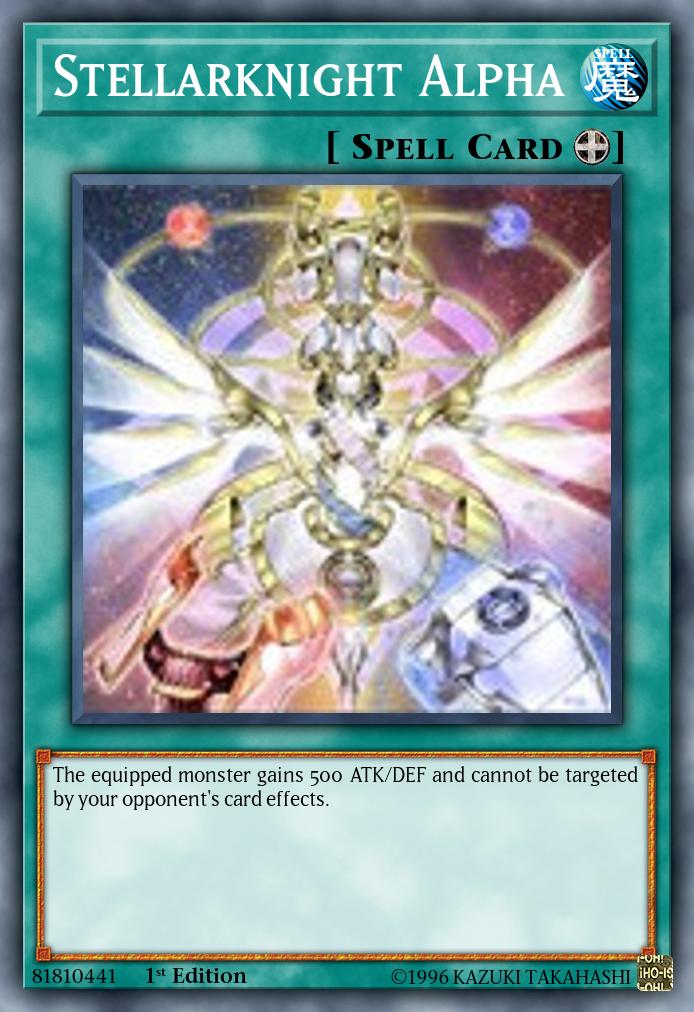 Stellarknight Alpha
SPELL
魔
[ Spell Card ]
The equipped monster gains 500 ATK/DEF and cannot be targeted
by your opponent's card effects.
81810441 1st Edition ©1996 KAZUKI TAKAHASHI